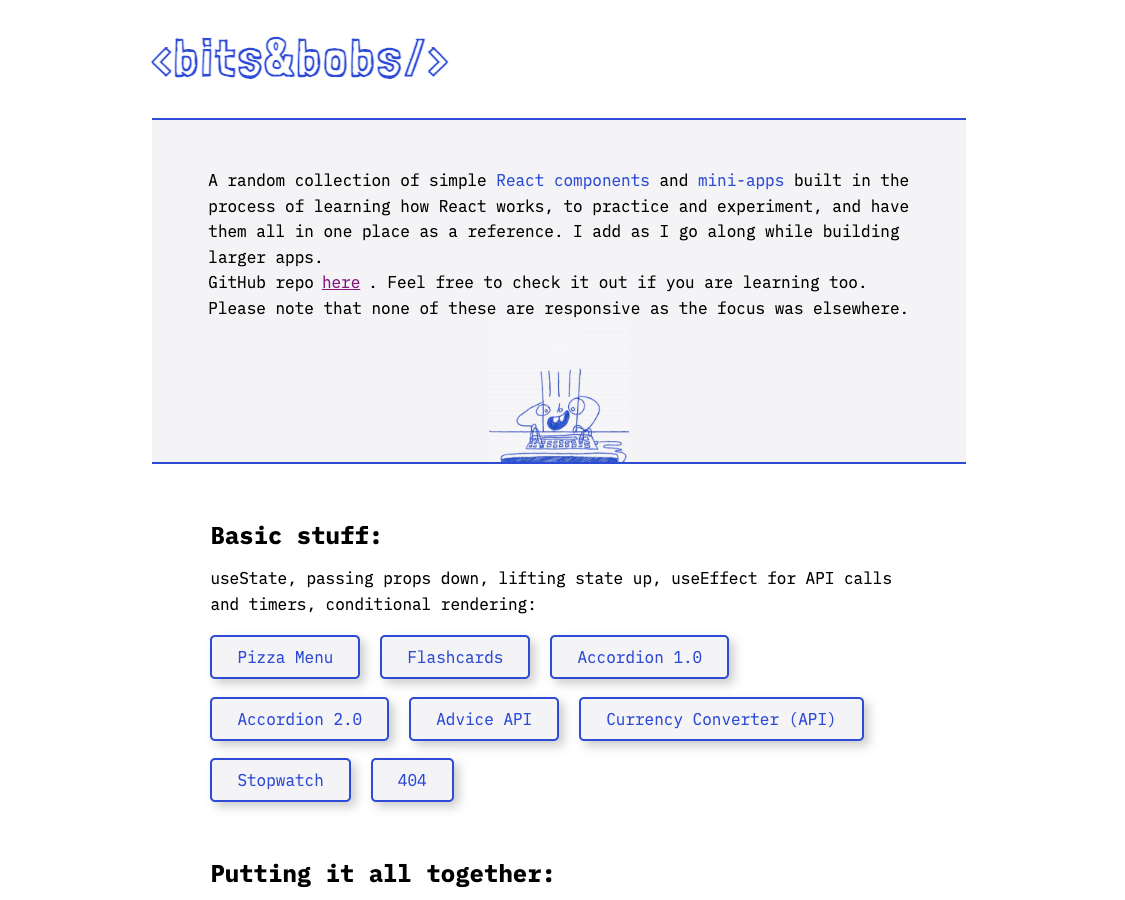 <bits&bobs/>
A random collection of simple React components and mini-apps built in the
process of learning how React works, to practice and experiment, and have
them all in one place as a reference. I add as I go along while building
larger apps.
GitHub repo here . Feel free to check it out if you are learning too.
Please note that none of these are responsive as the focus was elsewhere.
Basic stuff:
useState, passing props down, lifting state up, useEffect for API calls
and timers, conditional rendering:
Pizza Menu Flashcards Accordion 1.0
Accordion 2.0 Advice API Currency Converter (API)
Stopwatch 404
Putting it all together: